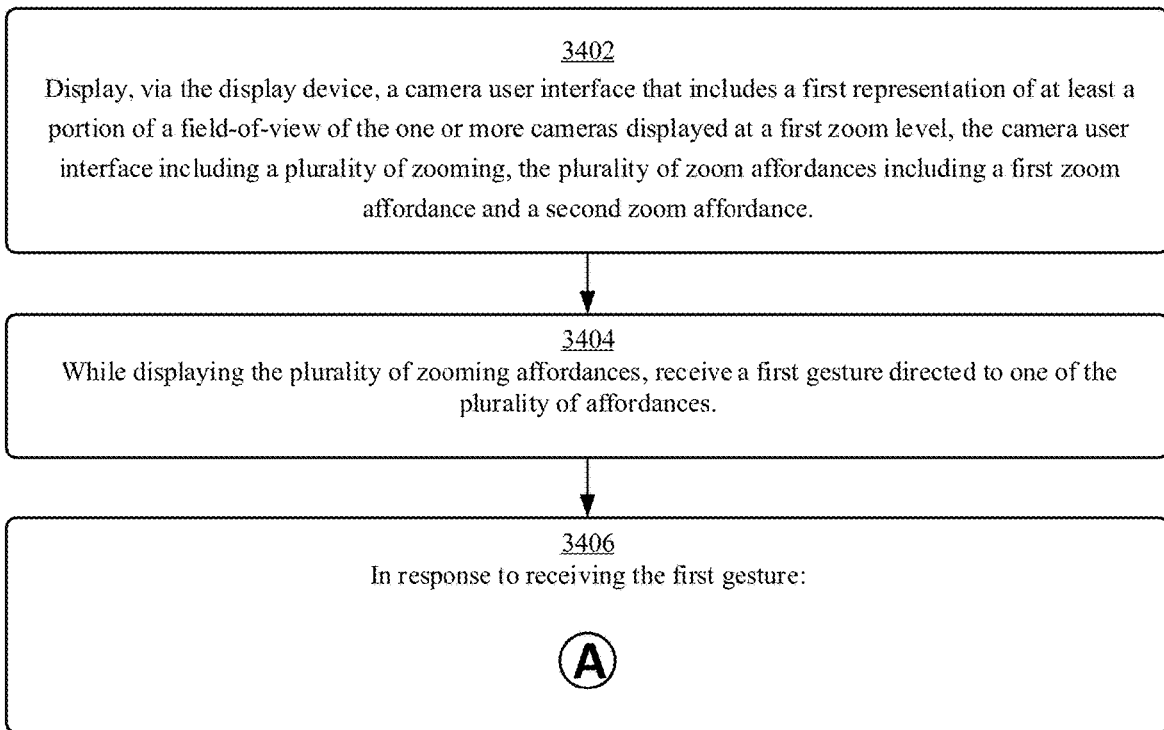 3402
Display, via the display device, a camera user interface that includes a first representation of at least a
portion of a field-of-view of the one or more cameras displayed at a first zoom level, the camera user
interface including a plurality of zooming, the plurality of zoom affordances including a first zoom
affordance and a second zoom affordance.
3404
While displaying the plurality of zooming affordances, receive a first gesture directed to one of the
plurality of affordances.
3406
In response to receiving the first gesture:
A